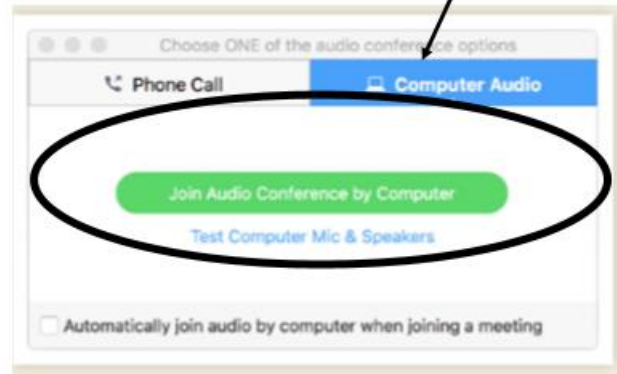 Choose ONE of the audio conference options
Phone Call
Computer Audio
Join Audio Conference by Computer
Test Computer Mic & Speakers
Automatically join audio by computer when joining a meeting